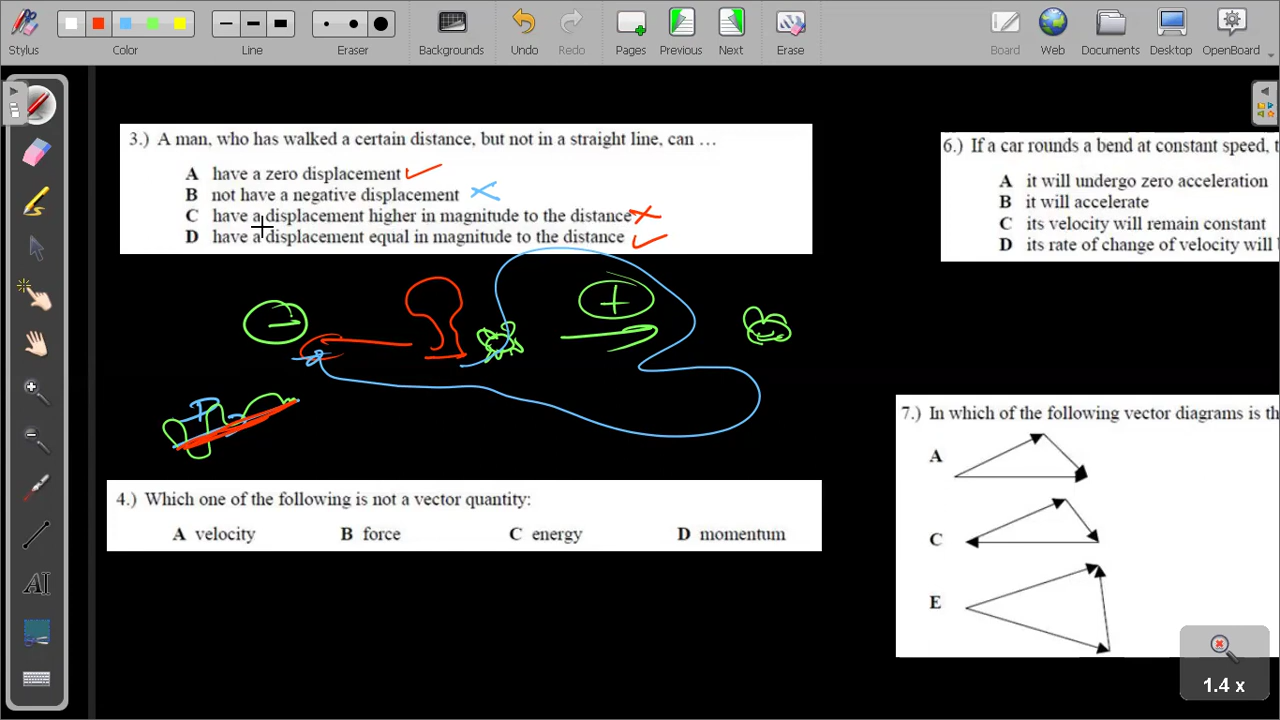 Stylus
Color
Line
Eraser
Backgrounds
Undo
Redo
Pages
Previous
Next
Erase
Board
Web
Documents
Desktop
OpenBoard
3.) A man, who has walked a certain distance, but not in a straight line, can …
A have a zero displacement
B not have a negative displacement
C have a displacement higher in magnitude to the distance
D have a displacement equal in magnitude to the distance
6.) If a car rounds a bend at constant speed,
A it will undergo zero acceleration
B it will accelerate
C its velocity will remain constant
D its rate of change of velocity will
4.) Which one of the following is not a vector quantity:
A velocity B force C energy D momentum
7.) In which of the following vector diagrams is
A
C
E
AI
1.4 x